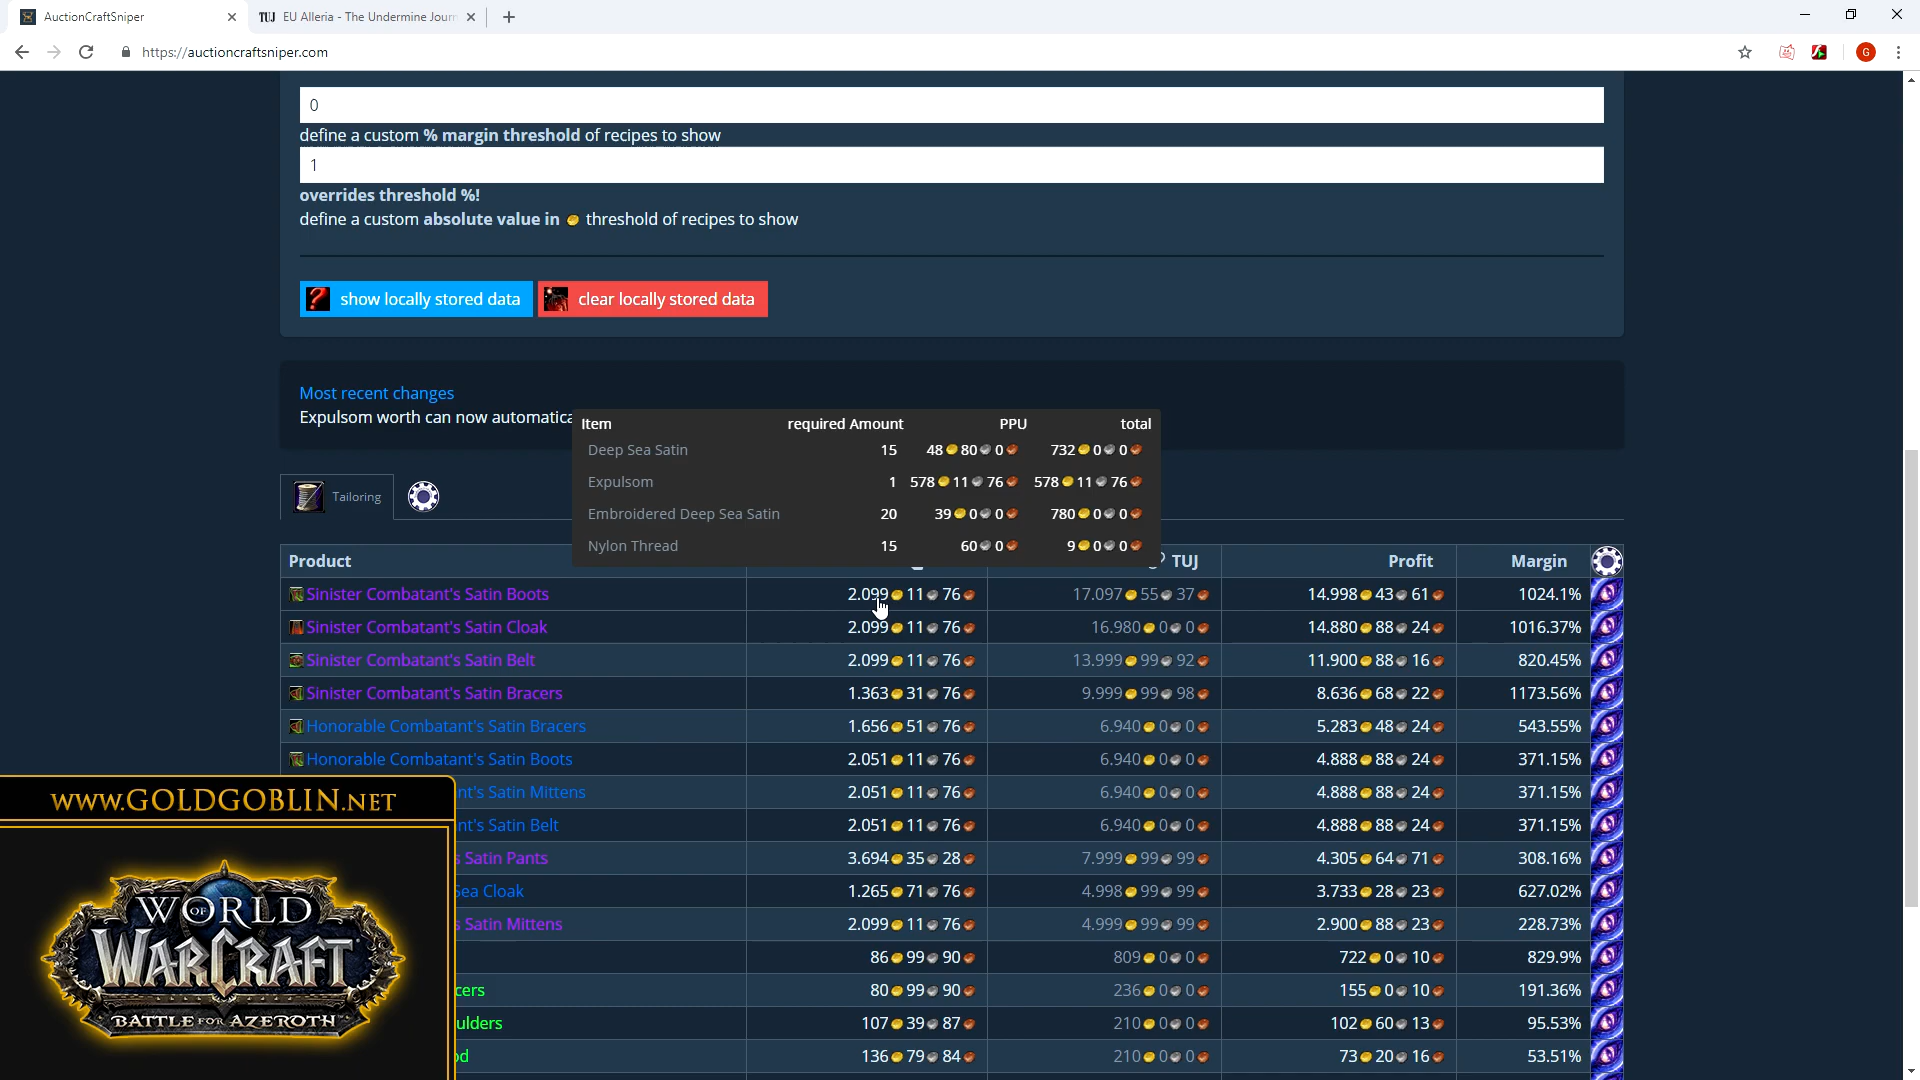 AuctionCraftSniper
TUJ EU Alleria - The Undermine Journ
https://auctioncraftsniper.com
G
0
define a custom % margin threshold of recipes to show
1
overrides threshold %!
define a custom absolute value in threshold of recipes to show
show locally stored data
clear locally stored data
Most recent changes
Expulsom worth can now automatica
Item required Amount PPU total
Deep Sea Satin 15 48 80 0 732 0 0
Expulsom 1 578 11 76 578 11 76
Embroidered Deep Sea Satin 20 39 0 0 780 0 0
Nylon Thread 15 60 0 9 0 0
Tailoring
Product TUJ Profit Margin
Sinister Combatant's Satin Boots 2.099 11 76 17.097 55 37 14.998 43 61 1024.1%
Sinister Combatant's Satin Cloak 2.099 11 76 16.980 0 0 14.880 88 24 1016.37%
Sinister Combatant's Satin Belt 2.099 11 76 13.999 99 92 11.900 88 16 820.45%
Sinister Combatant's Satin Bracers 1.363 31 76 9.999 99 98 8.636 68 22 1173.56%
Honorable Combatant's Satin Bracers 1.656 51 76 6.940 0 0 5.283 48 24 543.55%
Honorable Combatant's Satin Boots 2.051 11 76 6.940 0 0 4.888 88 24 371.15%
nt's Satin Mittens 2.051 11 76 6.940 0 0 4.888 88 24 371.15%
nt's Satin Belt 2.051 11 76 6.940 0 0 4.888 88 24 371.15%
s Satin Pants 3.694 35 28 7.999 99 99 4.305 64 71 308.16%
Sea Cloak 1.265 71 76 4.998 99 99 3.733 28 23 627.02%
s Satin Mittens 2.099 11 76 4.999 99 99 2.900 88 23 228.73%
86 99 90 809 0 0 722 0 10 829.9%
cers 80 99 90 236 0 0 155 0 10 191.36%
ulders 107 39 87 210 0 0 102 60 13 95.53%
od 136 79 84 210 0 0 73 20 16 53.51%
WWW.GOLDGOBLIN.NET
WORLD
OF
WARCRAFT
BATTLE FOR AZEROTH